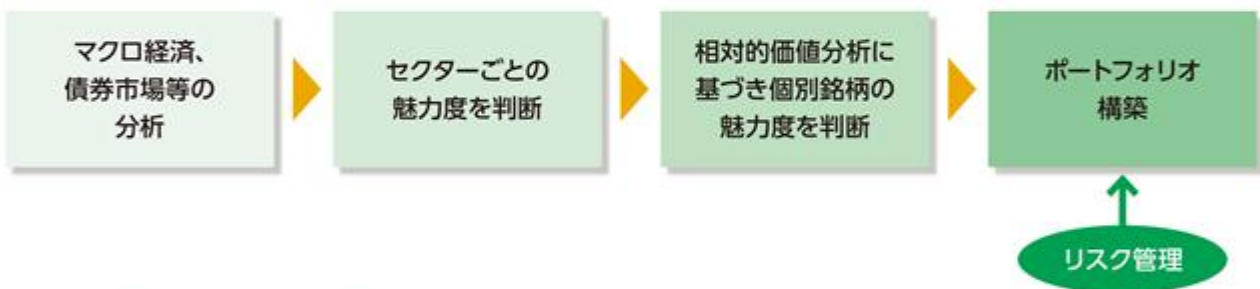 マクロ経済、
債券市場等の
分析
セクターごとの
魅力度を判断
相対的価値分析に
基づき個別銘柄の
魅力度を判断
ポートフォリオ
構築
リスク管理